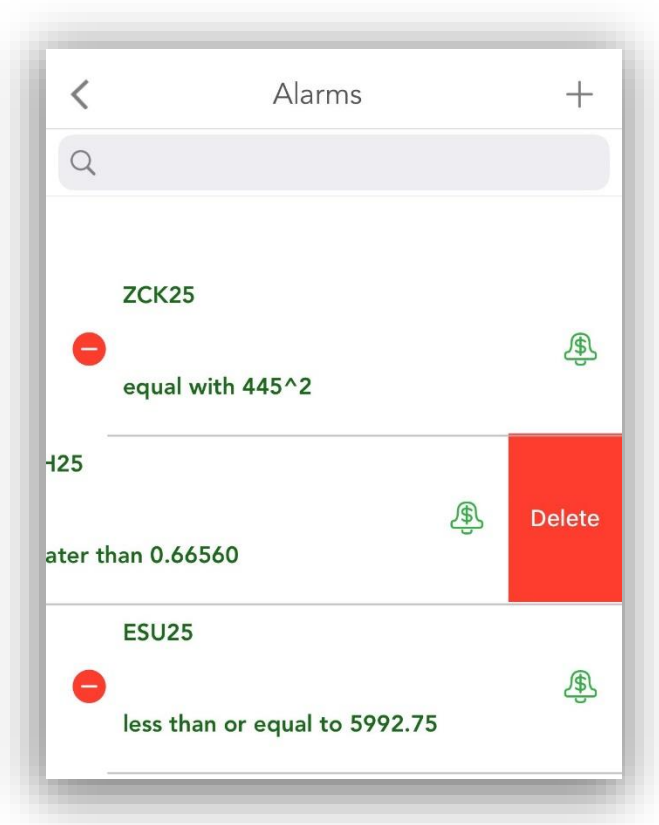 Alarms
ZCK25
equal with 445^2
H25
ater than 0.66560
Delete
ESU25
less than or equal to 5992.75